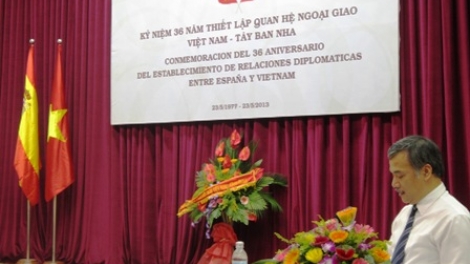 KỶ NIỆM 36 NĂM THIẾT LẬP QUAN HỆ NGOẠI GIAO
VIỆT NAM - TÂY BAN NHA
CONMEMORACION DEL 36 ANIVERSARIO
DEL ESTABLECIMIENTO DE RELACIONES DIPLOMATICAS
ENTRE ESPAÑA Y VIETNAM
23/5/1977 - 23/5/2013